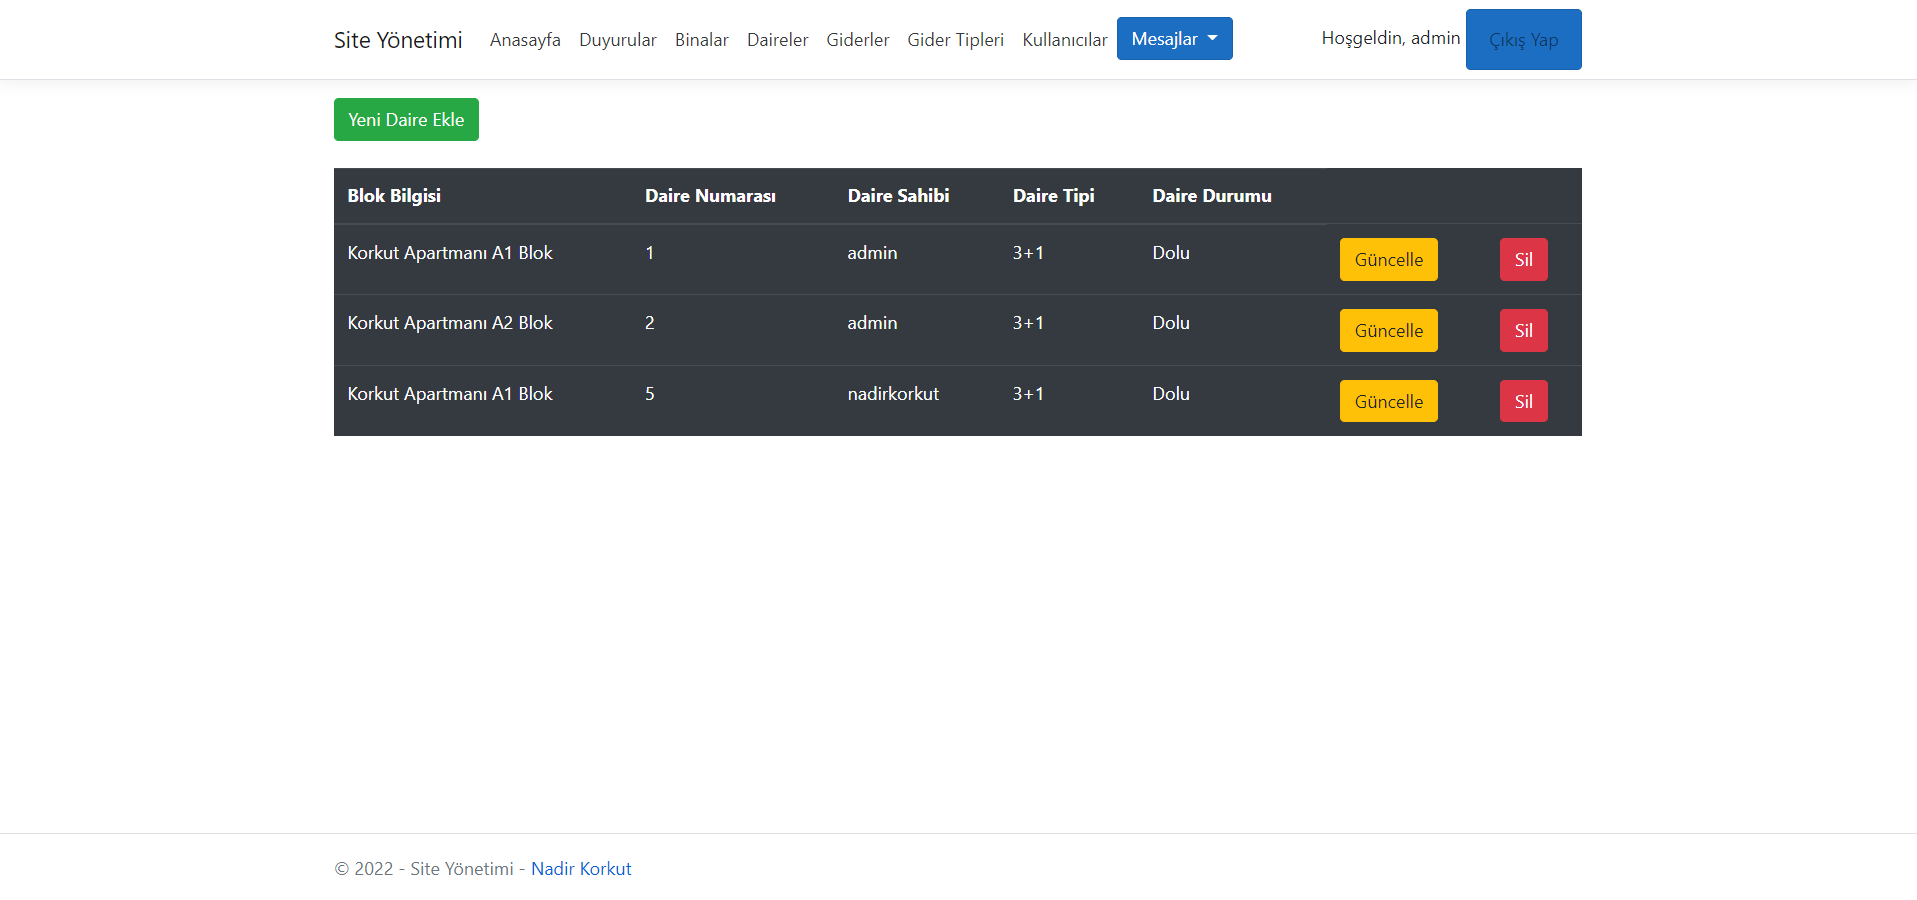 Site Yönetimi Anasayfa Duyurular Binalar Daireler Giderler Gider Tipleri Kullanıcılar Mesajlar Hoşgeldin, admin Çıkış Yap
Yeni Daire Ekle
Blok Bilgisi Daire Numarası Daire Sahibi Daire Tipi Daire Durumu
Korkut Apartmanı A1 Blok 1 admin 3+1 Dolu Güncelle Sil
Korkut Apartmanı A2 Blok 2 admin 3+1 Dolu Güncelle Sil
Korkut Apartmanı A1 Blok 5 nadirkorkut 3+1 Dolu Güncelle Sil
© 2022 - Site Yönetimi - Nadir Korkut